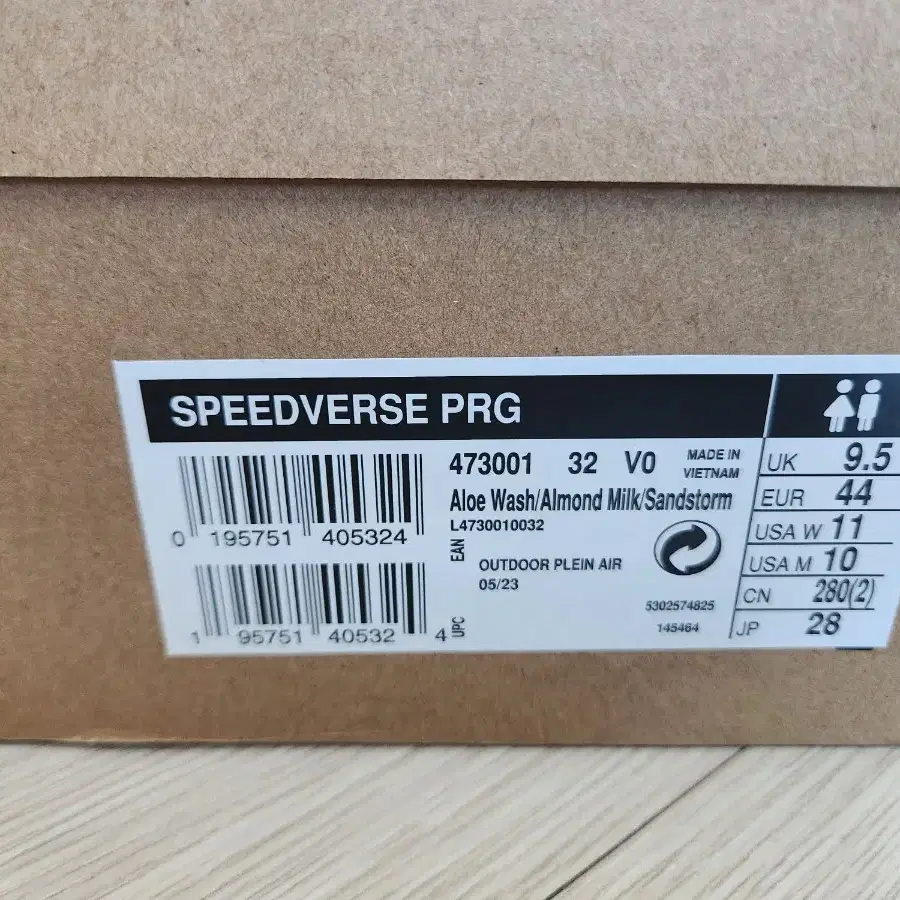 SPEEDVERSE PRG
473001 32 V0 MADE IN VIETNAM
Aloe Wash/Almond Milk/Sandstorm
L4730010032
EAN
0 195751 405324
OUTDOOR PLEIN AIR
05/23
5302574825
145464
1 95751 40532 4
UPC
UK 9.5
EUR 44
USA W 11
USA M 10
CN 280(2)
JP 28